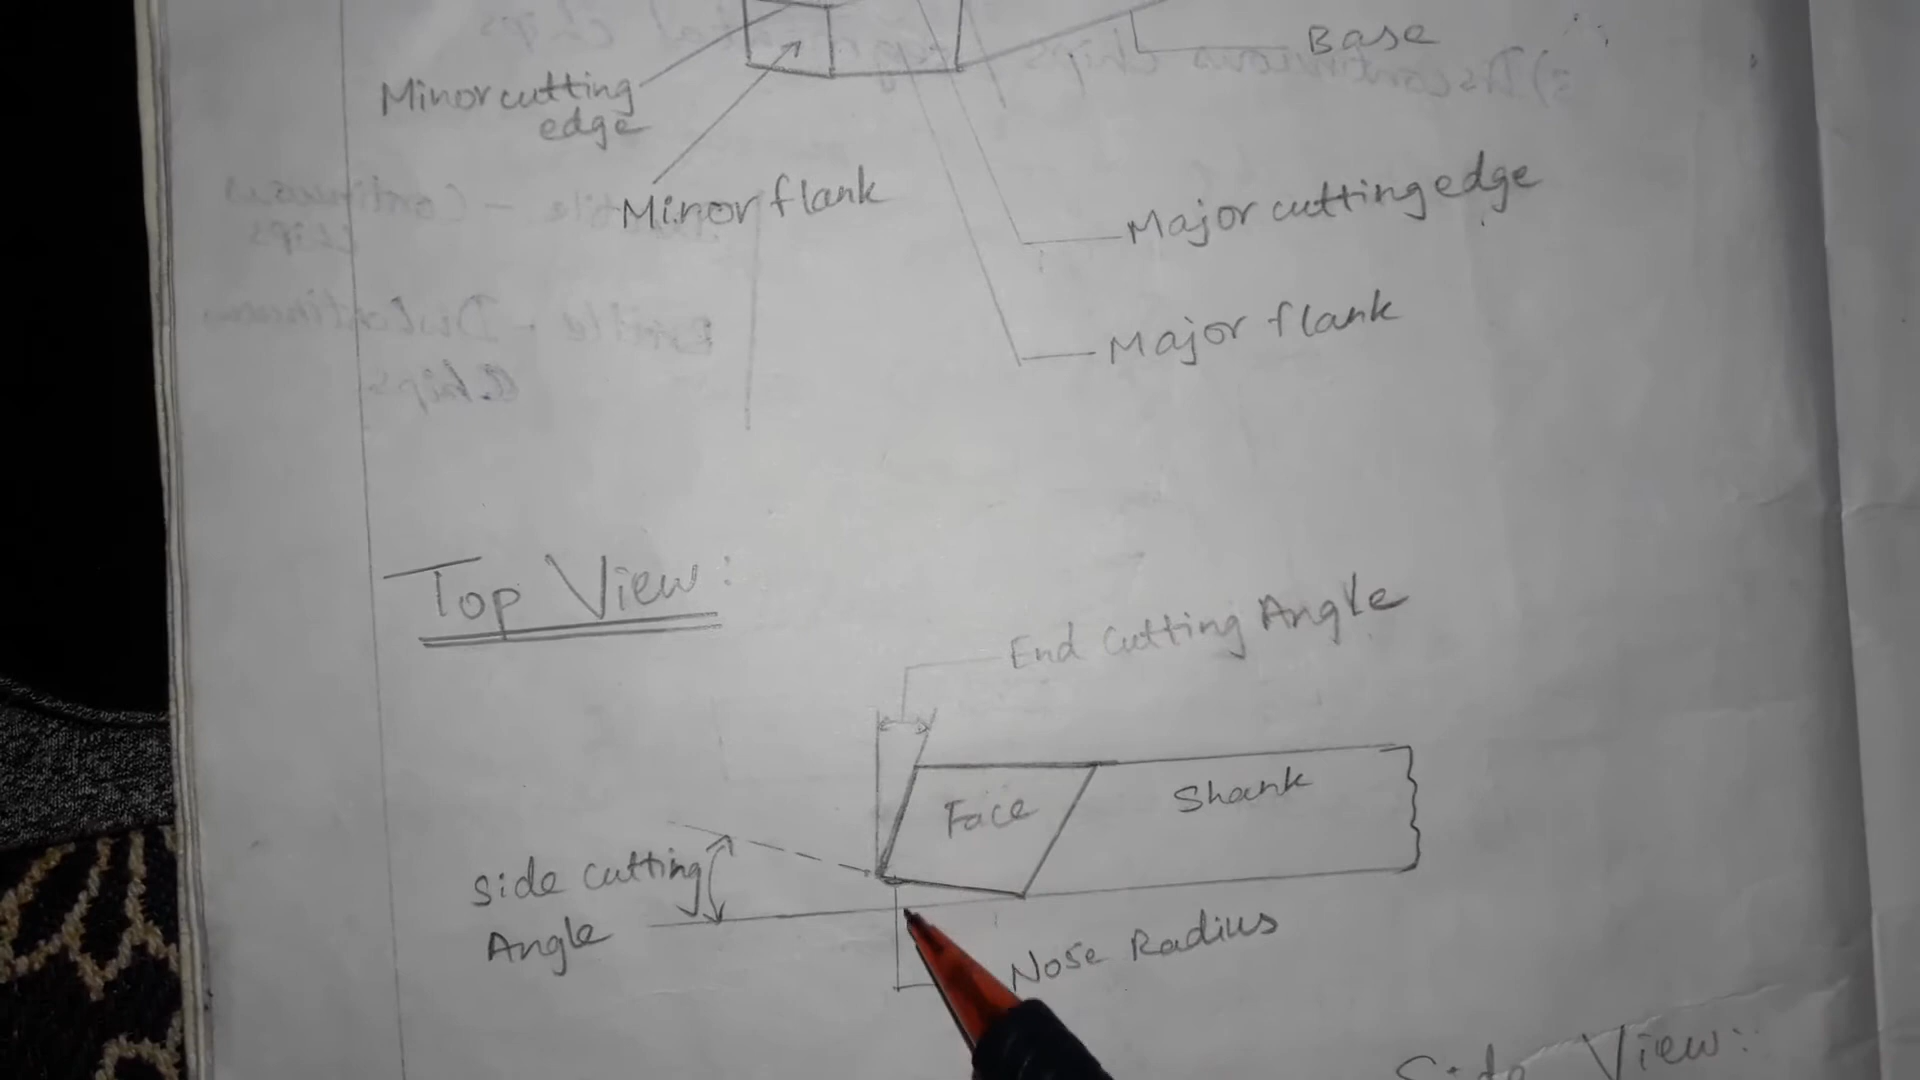 Base
Minor cutting
edge
Minor flank
Major cutting edge
Major flank
Top View:
End Cutting Angle
Face
Shank
Side cutting
Angle
Nose Radius
Side View: